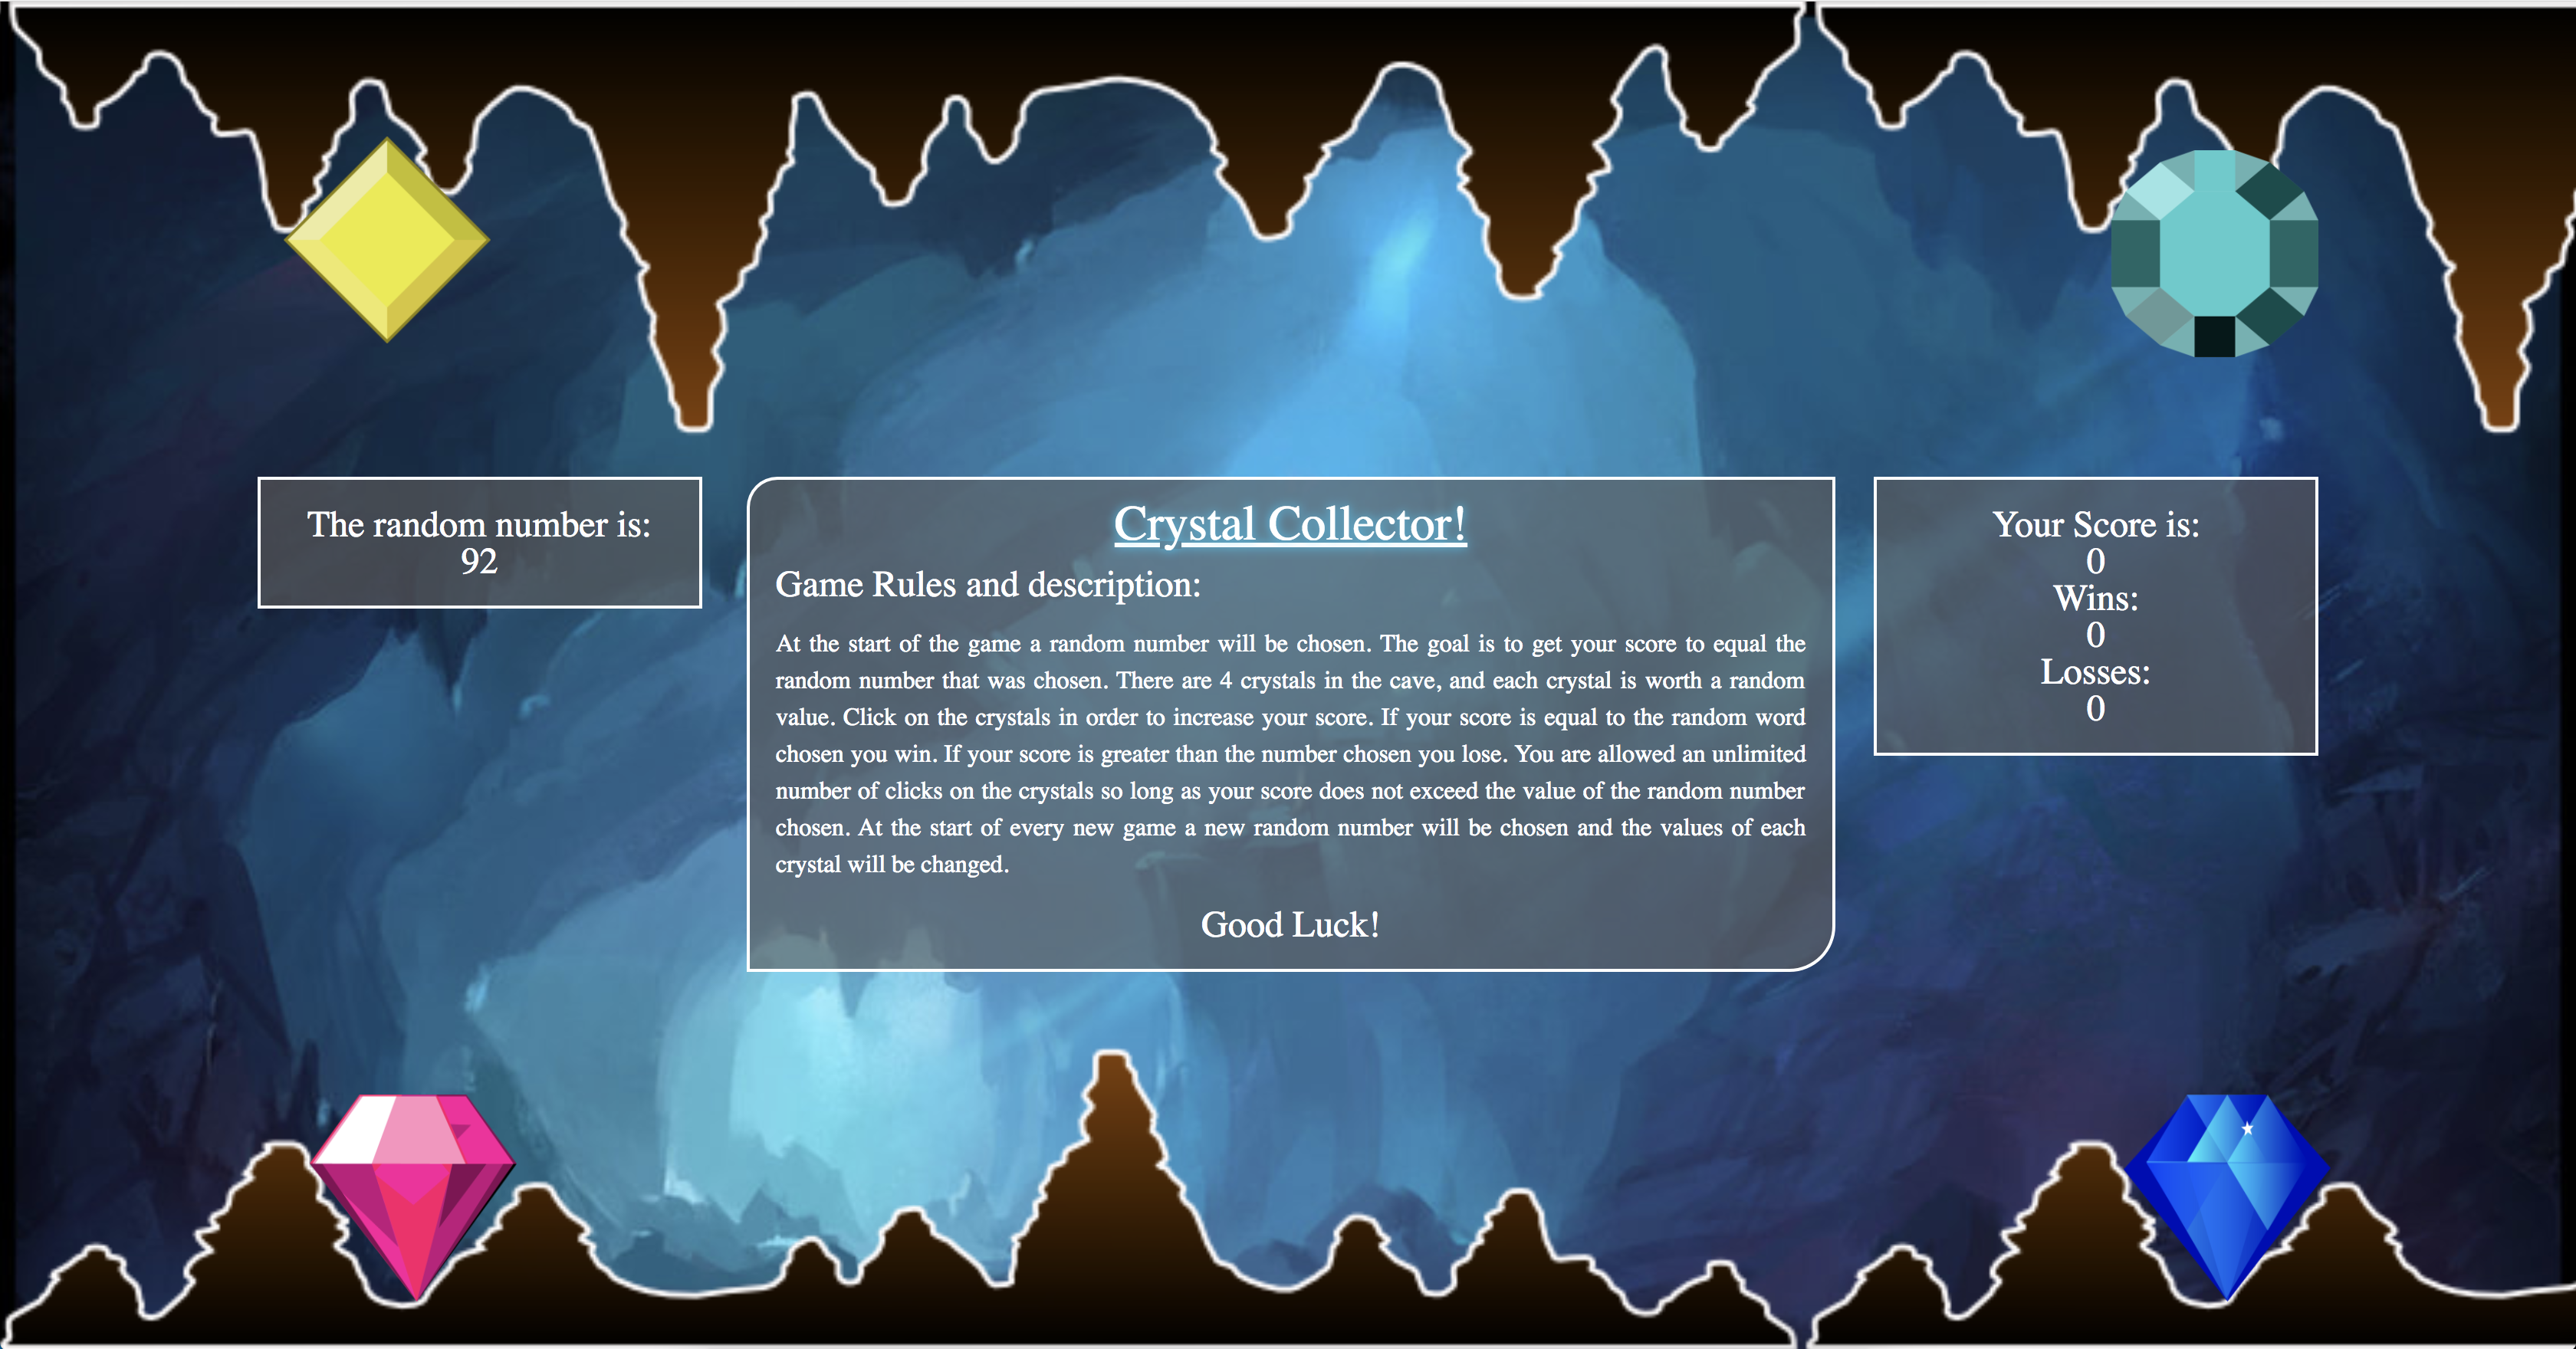 The random number is:
92
Crystal Collector!
Game Rules and description:
At the start of the game a random number will be chosen. The goal is to get your score to equal the
random number that was chosen. There are 4 crystals in the cave, and each crystal is worth a random
value. Click on the crystals in order to increase your score. If your score is equal to the random word
chosen you win. If your score is greater than the number chosen you lose. You are allowed an unlimited
number of clicks on the crystals so long as your score does not exceed the value of the random number
chosen. At the start of every new game a new random number will be chosen and the values of each
crystal will be changed.
Good Luck!
Your Score is:
0
Wins:
0
Losses:
0